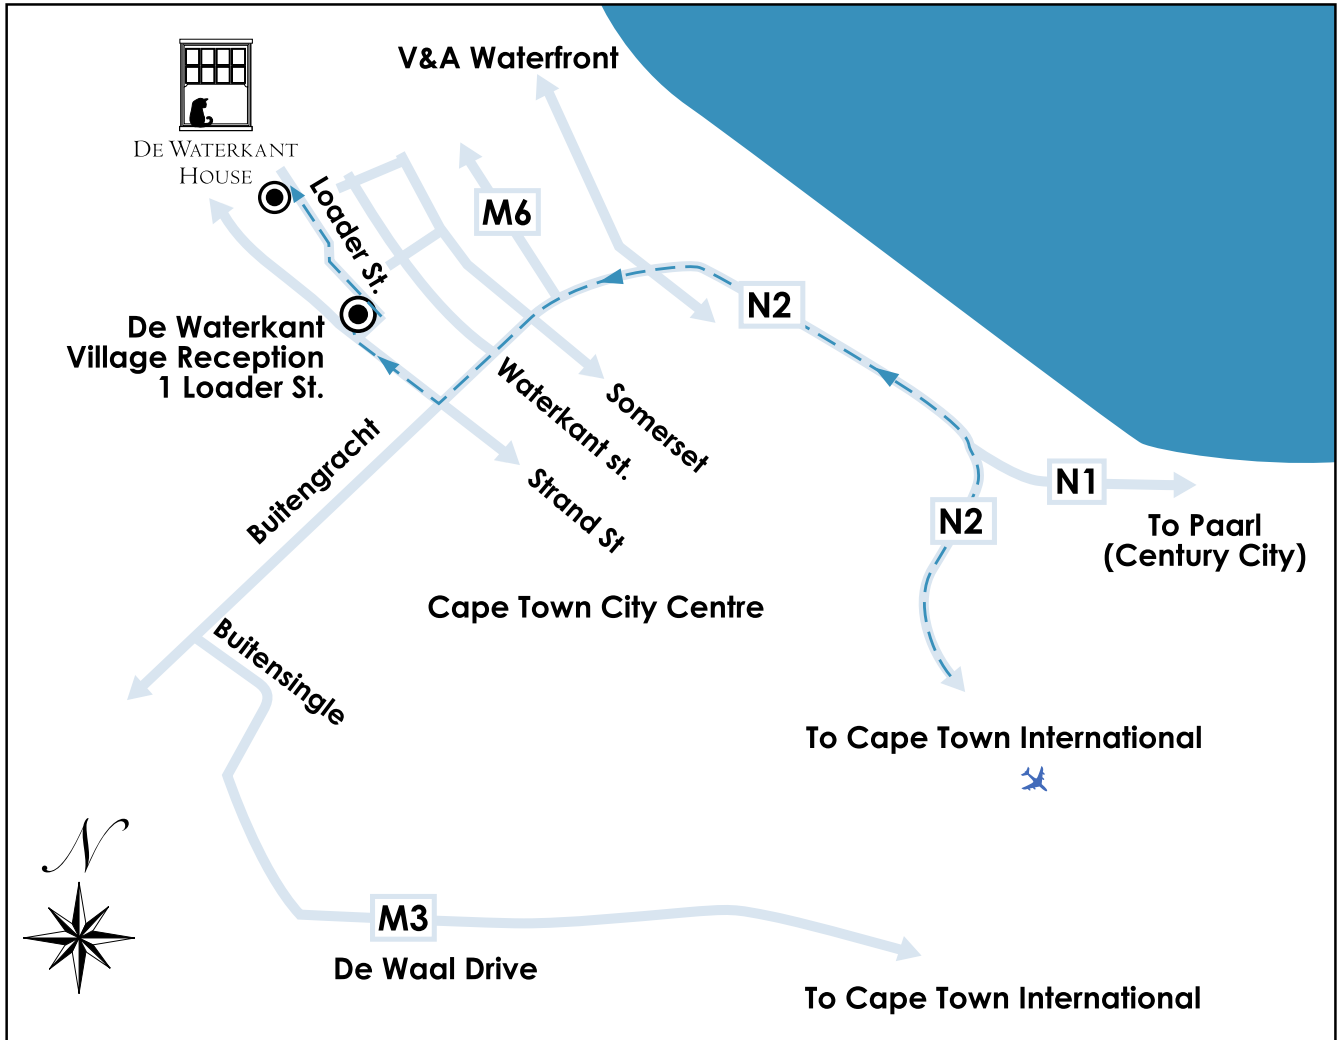 V&A Waterfront
DE WATERKANT
HOUSE
Loader St.
M6
N2
De Waterkant
Village Reception
1 Loader St.
Waterkant st.
Somerset
Buitengracht
Strand St
N1
N2
To Paarl
(Century City)
Cape Town City Centre
Buitensingle
To Cape Town International
N
M3
De Waal Drive
To Cape Town International